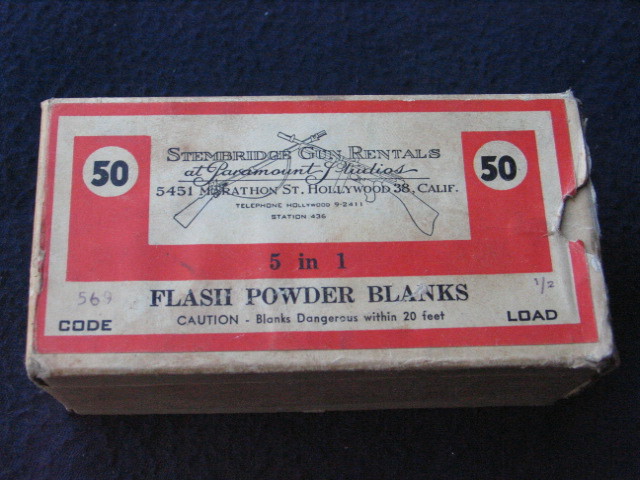 STEMBRIDGE GUN RENTALS
at Paramount Studios
5451 MARATHON ST., HOLLYWOOD 38, CALIF.
TELEPHONE HOLLYWOOD 9-2411
STATION 436
50
50
5 in 1
569
FLASH POWDER BLANKS
1/2
CODE
CAUTION - Blanks Dangerous within 20 feet
LOAD